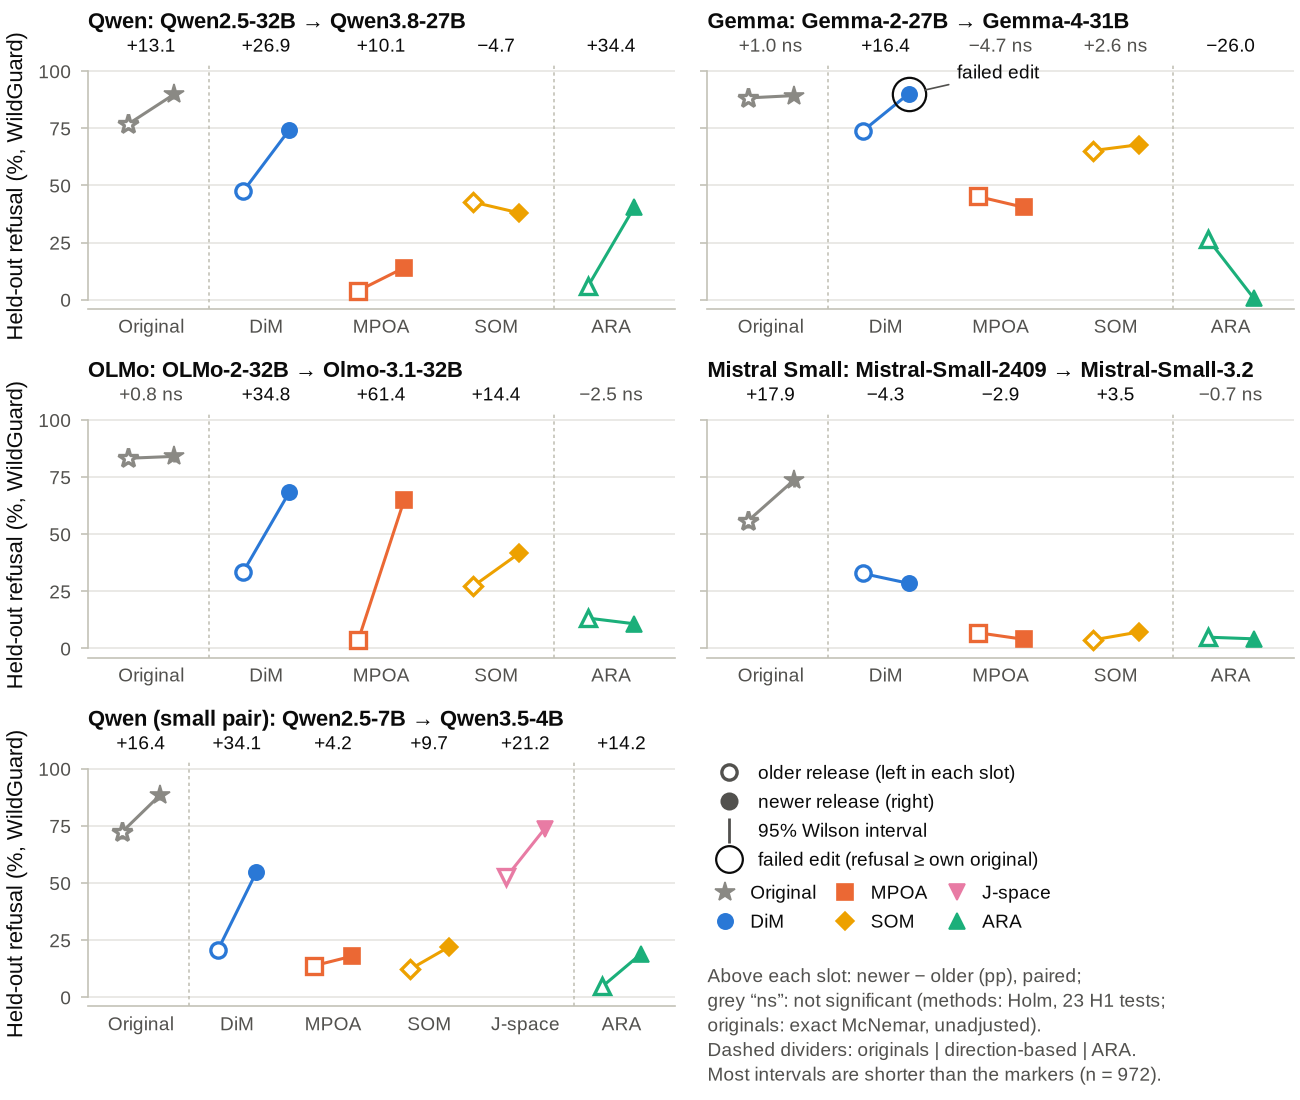 Qwen: Qwen2.5-32B → Qwen3.8-27B
+13.1 +26.9 +10.1 −4.7 +34.4
Held-out refusal (%, WildGuard)
100
75
50
25
0
Original DiM MPOA SOM ARA
Gemma: Gemma-2-27B → Gemma-4-31B
+1.0 ns +16.4 −4.7 ns +2.6 ns −26.0
failed edit
Original DiM MPOA SOM ARA
OLMo: OLMo-2-32B → Olmo-3.1-32B
+0.8 ns +34.8 +61.4 +14.4 −2.5 ns
Held-out refusal (%, WildGuard)
100
75
50
25
0
Original DiM MPOA SOM ARA
Mistral Small: Mistral-Small-2409 → Mistral-Small-3.2
+17.9 −4.3 −2.9 +3.5 −0.7 ns
Original DiM MPOA SOM ARA
Qwen (small pair): Qwen2.5-7B → Qwen3.5-4B
+16.4 +34.1 +4.2 +9.7 +21.2 +14.2
Held-out refusal (%, WildGuard)
100
75
50
25
0
Original DiM MPOA SOM J-space ARA
older release (left in each slot)
newer release (right)
95% Wilson interval
failed edit (refusal ≥ own original)
Original MPOA J-space
DiM SOM ARA
Above each slot: newer − older (pp), paired;
grey “ns”: not significant (methods: Holm, 23 H1 tests;
originals: exact McNemar, unadjusted).
Dashed dividers: originals | direction-based | ARA.
Most intervals are shorter than the markers (n = 972).